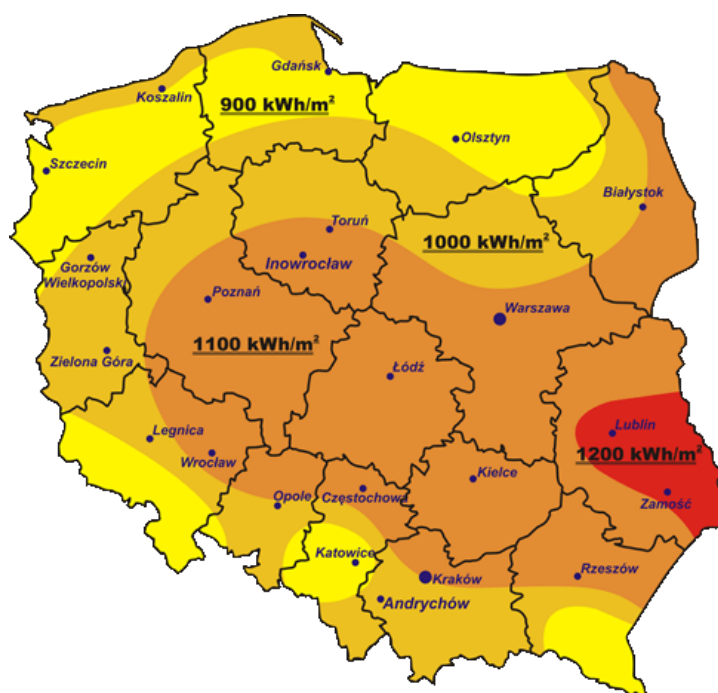 Gdańsk
Koszalin
900 kWh/m²
Olsztyn
Szczecin
Białystok
Toruń
1000 kWh/m²
Gorzów
Wielkopolsk
Inowrocław
Poznań
Warszawa
1100 kWh/m²
Zielona Góra
Łódź
Legnica
Lublin
Wrocław
1200 kWh/m²
Kielce
Opole
Częstochowa
Zamość
Katowice
Kraków
Rzeszów
Andrychów